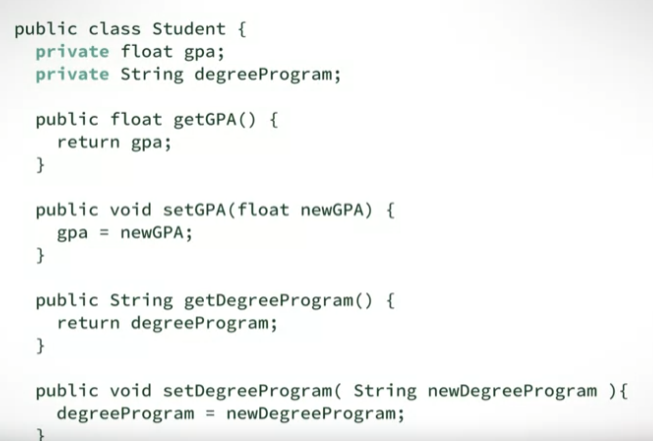 public class Student {
private float gpa;
private String degreeProgram;
public float getGPA() {
return gpa;
}
public void setGPA(float newGPA) {
gpa = newGPA;
}
public String getDegreeProgram() {
return degreeProgram;
}
public void setDegreeProgram( String newDegreeProgram ){
degreeProgram = newDegreeProgram;
}